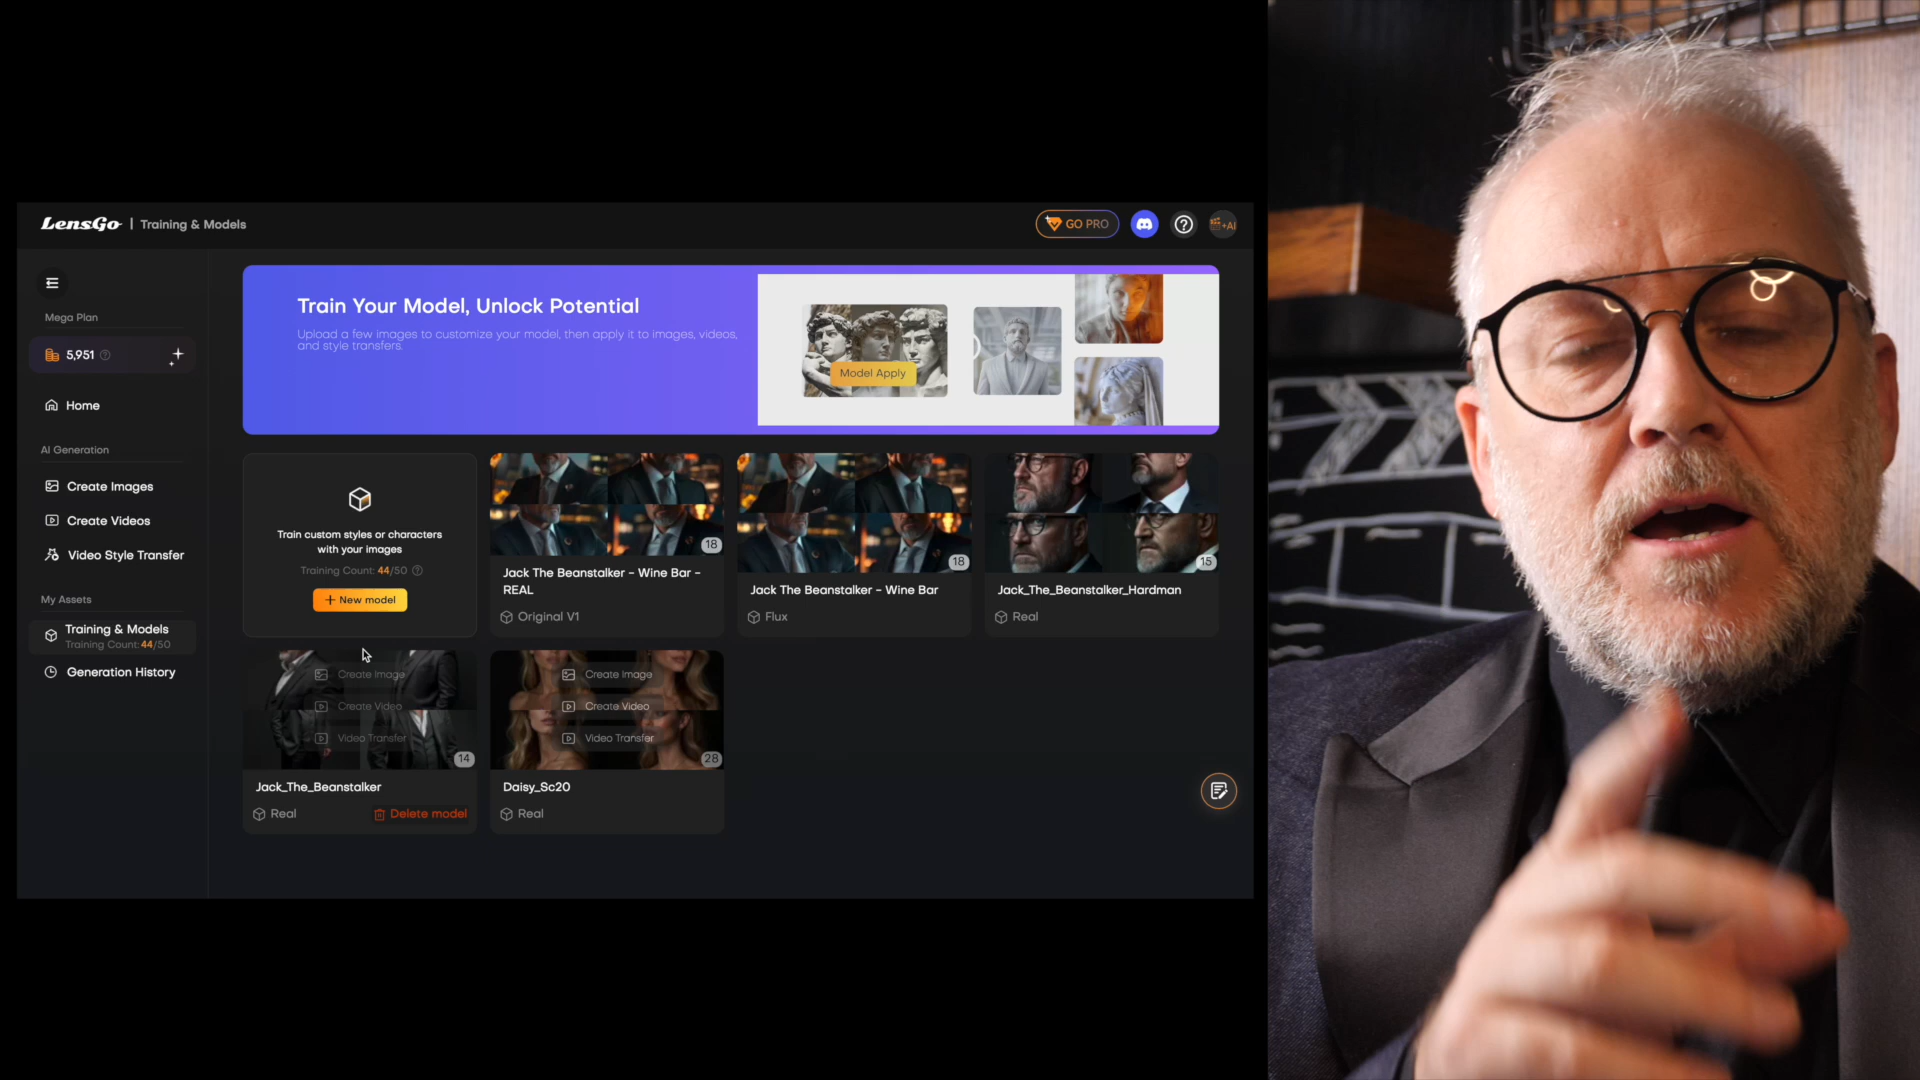 LensGo | Training & Models
GO PRO
+AI
Mega Plan
5,951
Home
AI Generation
Create Images
Create Videos
Video Style Transfer
My Assets
Training & Models
Training Count: 44/50
Generation History
Train Your Model, Unlock Potential
Upload a few images to customize your model, then apply it to images, videos,
and style transfers.
Model Apply
Train custom styles or characters
with your images
Training Count: 44/50
+ New model
18
Jack The Beanstalker - Wine Bar -
REAL
Original V1
18
Jack The Beanstalker - Wine Bar
Flux
15
Jack_The_Beanstalker_Hardman
Real
Create Image
Create Video
Video Transfer
14
Jack_The_Beanstalker
Real
Delete model
Create Image
Create Video
Video Transfer
28
Daisy_Sc20
Real